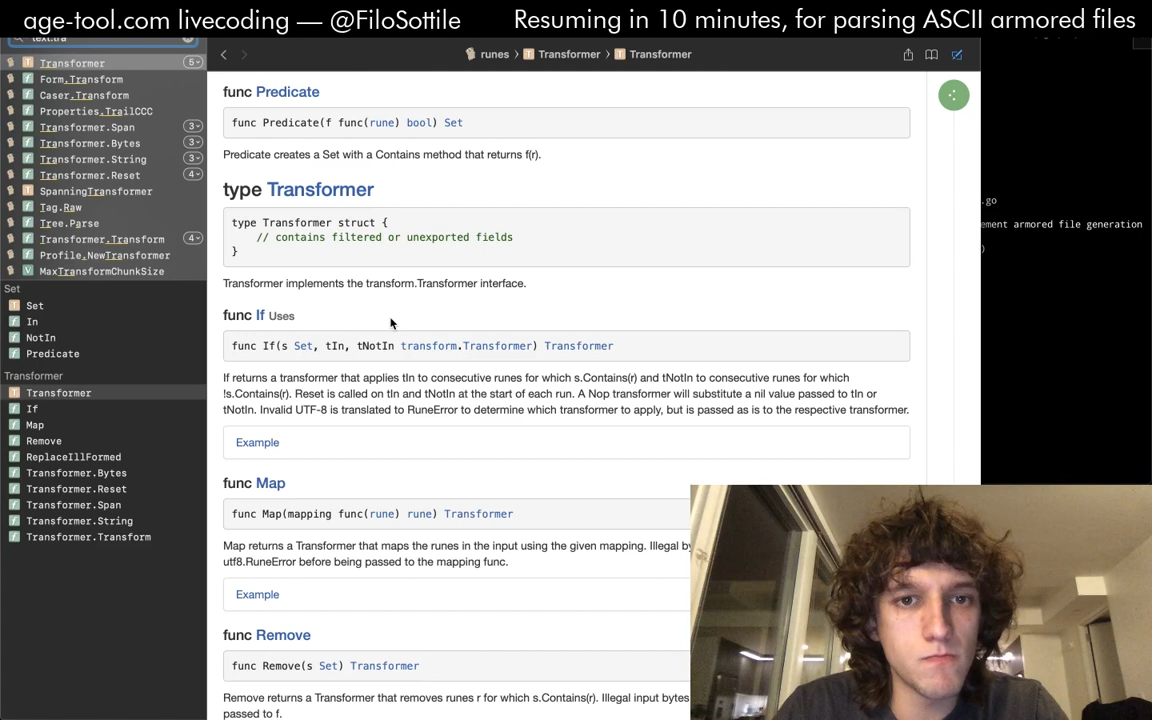 age-tool.com livecoding — @FiloSottile
Resuming in 10 minutes, for parsing ASCII armored files
text.tra
Transformer 5
Form.Transform
Caser.Transform
Properties.TrailCCC
Transformer.Span 3
Transformer.Bytes 3
Transformer.String 3
Transformer.Reset 4
SpanningTransformer
Tag.Raw
Tree.Parse
Transformer.Transform 4
Profile.NewTransformer
MaxTransformChunkSize
Set
Set
In
NotIn
Predicate
Transformer
Transformer
If
Map
Remove
ReplaceIllFormed
Transformer.Bytes
Transformer.Reset
Transformer.Span
Transformer.String
Transformer.Transform
runes > Transformer > Transformer
func Predicate
func Predicate(f func(rune) bool) Set
Predicate creates a Set with a Contains method that returns f(r).
type Transformer
type Transformer struct {
// contains filtered or unexported fields
}
Transformer implements the transform.Transformer interface.
func If Uses
func If(s Set, tIn, tNotIn transform.Transformer) Transformer
If returns a transformer that applies tIn to consecutive runes for which s.Contains(r) and tNotIn to consecutive runes for which
!s.Contains(r). Reset is called on tIn and tNotIn at the start of each run. A Nop transformer will substitute a nil value passed to tIn or
tNotIn. Invalid UTF-8 is translated to RuneError to determine which transformer to apply, but is passed as is to the respective transformer.
Example
func Map
func Map(mapping func(rune) rune) Transformer
Map returns a Transformer that maps the runes in the input using the given mapping. Illegal by
utf8.RuneError before being passed to the mapping func.
Example
func Remove
func Remove(s Set) Transformer
Remove returns a Transformer that removes runes r for which s.Contains(r). Illegal input bytes
passed to f.
.go
ement armored file generation
)